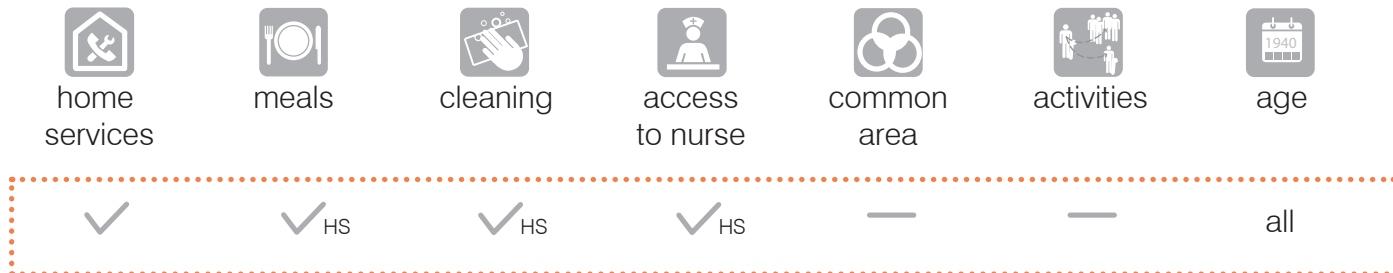 1940
home services
meals
cleaning
access to nurse
common area
activities
age
HS
HS
HS
all